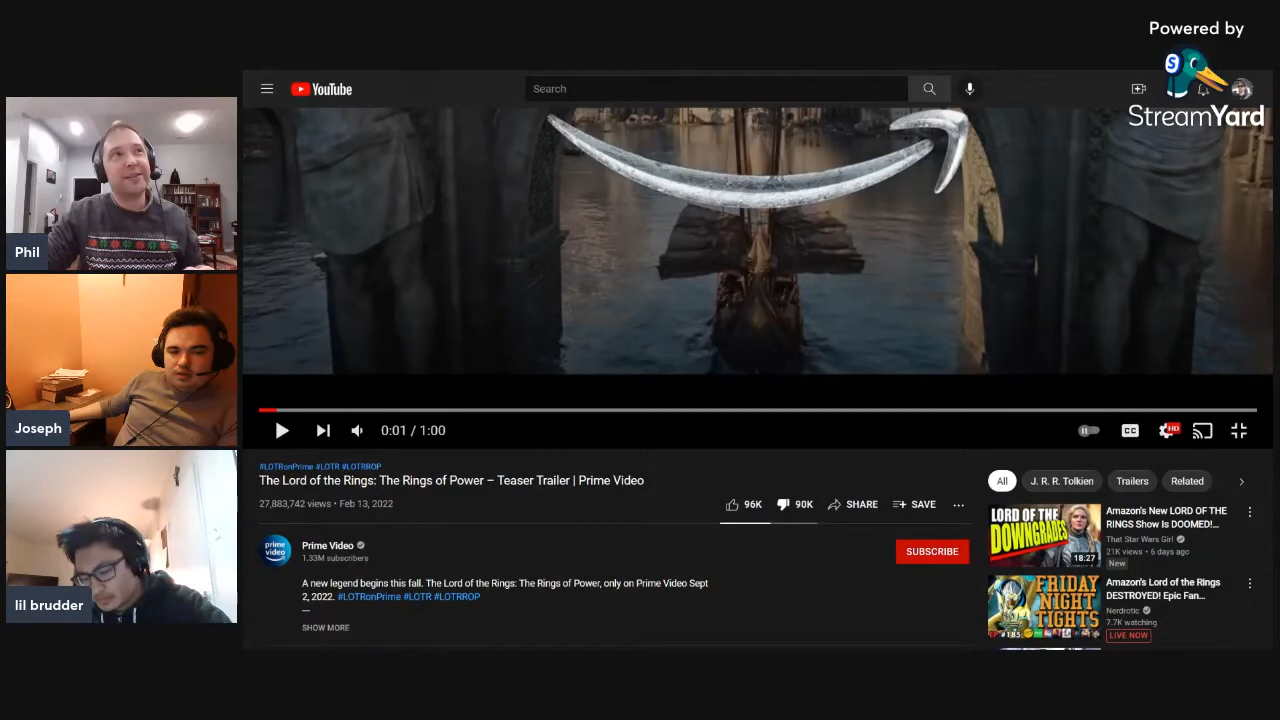 Powered by
StreamYard
YouTube
Search
Phil
Joseph
lil brudder
0:01 / 1:00
CC
HD
#LOTRonPrime #LOTR #LOTRROP
The Lord of the Rings: The Rings of Power – Teaser Trailer | Prime Video
27,883,742 views • Feb 13, 2022
96K
90K
SHARE
SAVE
prime video
Prime Video
1.33M subscribers
SUBSCRIBE
A new legend begins this fall. The Lord of the Rings: The Rings of Power, only on Prime Video Sept
2, 2022. #LOTRonPrime #LOTR #LOTRROP
—
SHOW MORE
All
J. R. R. Tolkien
Trailers
Related
LORD OF THE
DOWNGRADES
18:27
Amazon's New LORD OF THE
RINGS Show Is DOOMED!...
That Star Wars Girl
21K views • 6 days ago
New
FRIDAY
NIGHT
TIGHTS
#185
Amazon's Lord of the Rings
DESTROYED! Epic Fan...
Nerdrotic
7.7K watching
LIVE NOW